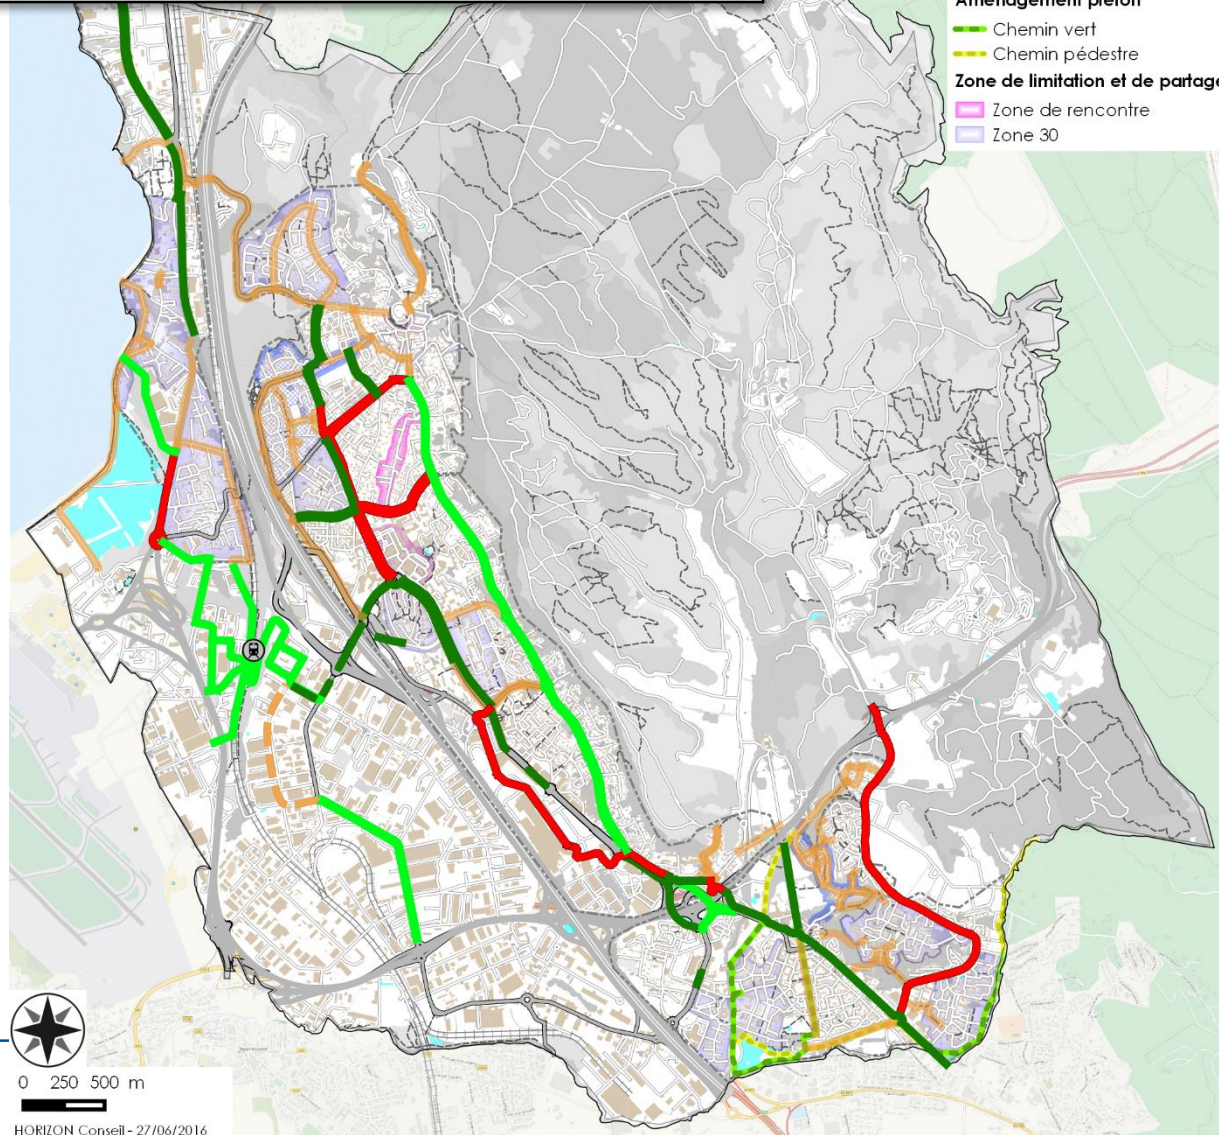 Aménagement piéton
Chemin vert
Chemin pédestre
Zone de limitation et de partage
Zone de rencontre
Zone 30
0 250 500 m
HORIZON Conseil - 27/06/2016